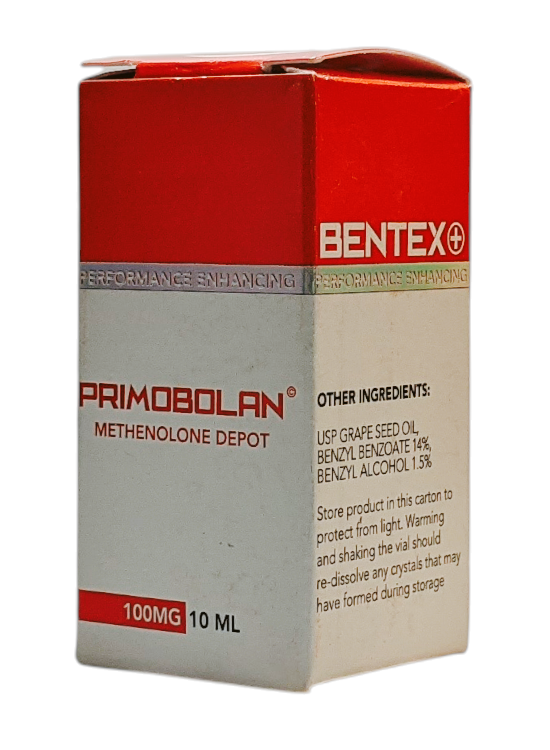 PERFORMANCE ENHANCING
PRIMOBOLAN©
METHENOLONE DEPOT
100MG 10 ML
BENTEX
PERFORMANCE ENHANCING
OTHER INGREDIENTS:
USP GRAPE SEED OIL,
BENZYL BENZOATE 14%,
BENZYL ALCOHOL 1.5%
Store product in this carton to
protect from light. Warming
and shaking the vial should
re-dissolve any crystals that may
have formed during storage